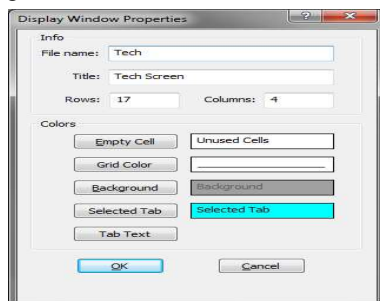 Display Window Properties
Info
File name: Tech
Title: Tech Screen
Rows: 17 Columns: 4
Colors
Empty Cell Unused Cells
Grid Color
Background Background
Selected Tab Selected Tab
Tab Text
OK Cancel